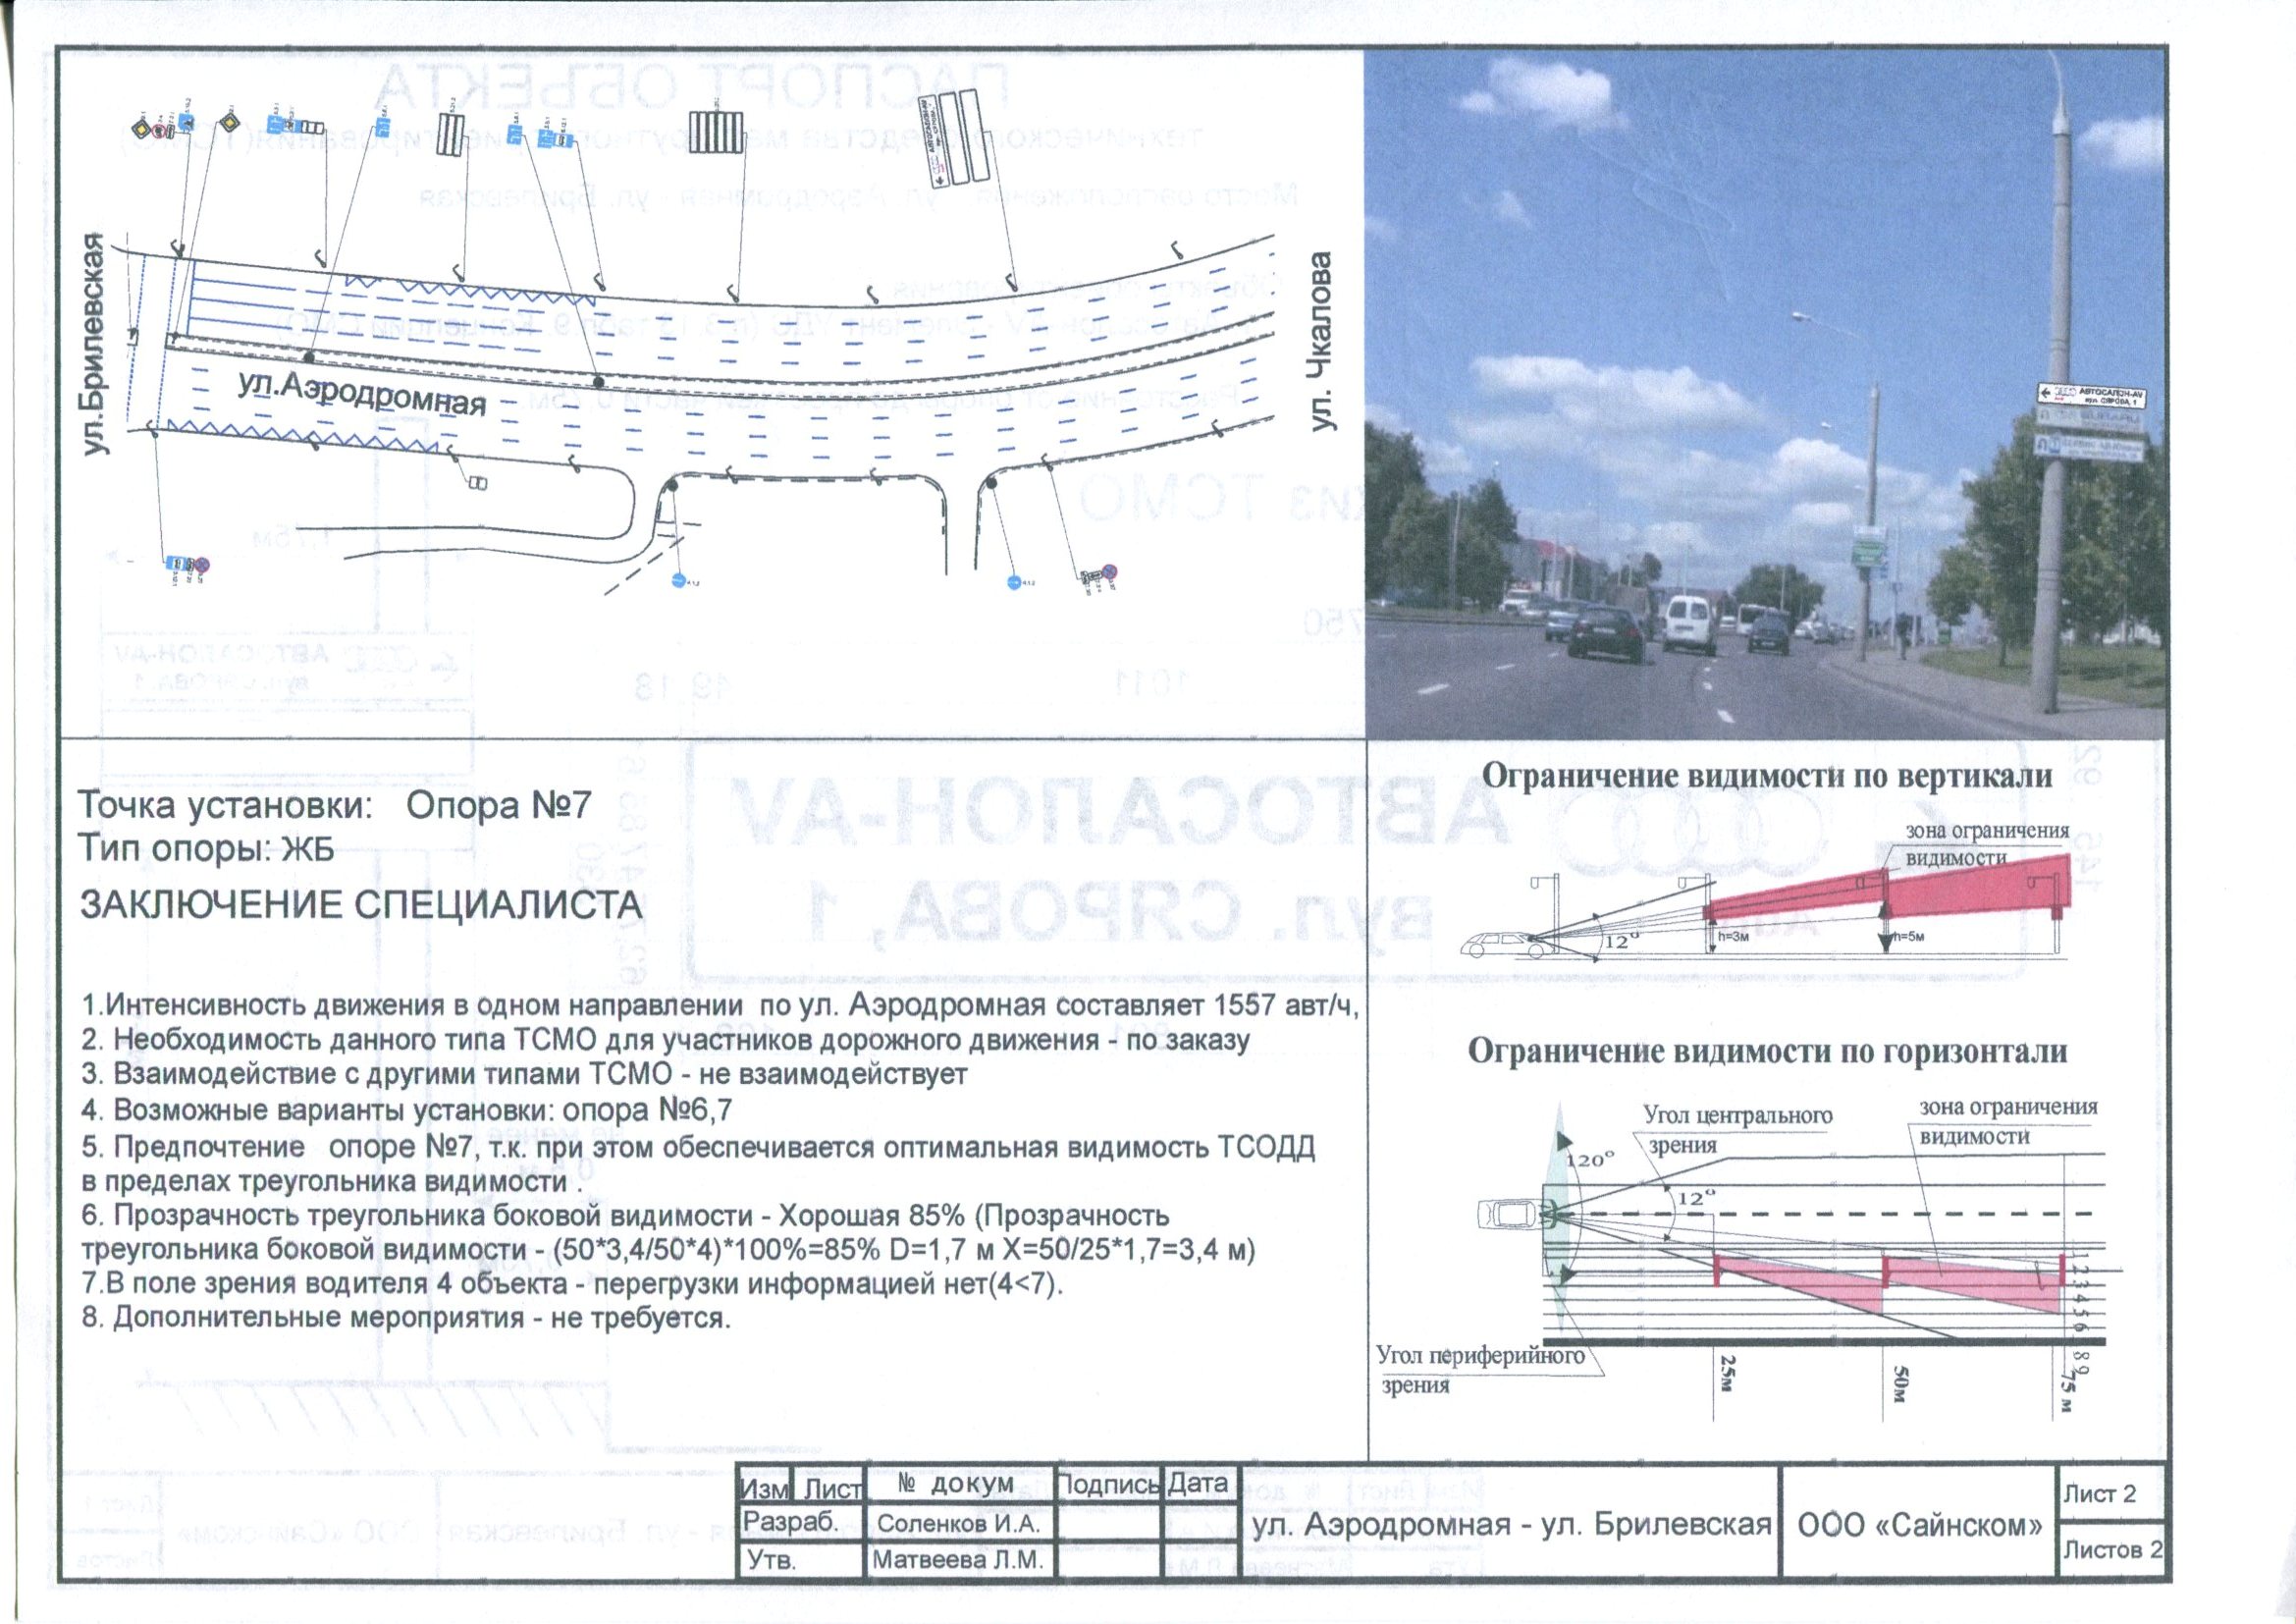 ул.Брилевская
ул.Аэродромная
ул. Чкалова
АВТОСАЛОН-AV
вул. СЯРОВА, 1
Точка установки: Опора №7
Тип опоры: ЖБ
ЗАКЛЮЧЕНИЕ СПЕЦИАЛИСТА
1.Интенсивность движения в одном направлении по ул. Аэродромная составляет 1557 авт/ч,
2. Необходимость данного типа ТСМО для участников дорожного движения - по заказу
3. Взаимодействие с другими типами ТСМО - не взаимодействует
4. Возможные варианты установки: опора №6,7
5. Предпочтение опоре №7, т.к. при этом обеспечивается оптимальная видимость ТСОДД
в пределах треугольника видимости .
6. Прозрачность треугольника боковой видимости - Хорошая 85% (Прозрачность
треугольника боковой видимости - (50*3,4/50*4)*100%=85% D=1,7 м X=50/25*1,7=3,4 м)
7.В поле зрения водителя 4 объекта - перегрузки информацией нет(4<7).
8. Дополнительные мероприятия - не требуется.
Ограничение видимости по вертикали
зона ограничения
видимости
12°
h=3м
h=5м
Ограничение видимости по горизонтали
Угол центрального
зрения
зона ограничения
видимости
120°
12°
Угол периферийного
зрения
25м
50м
75 м
Изм Лист № докум Подпись Дата
Разраб. Соленков И.А.
Утв. Матвеева Л.М.
ул. Аэродромная - ул. Брилевская
ООО «Сайнском»
Лист 2
Листов 2